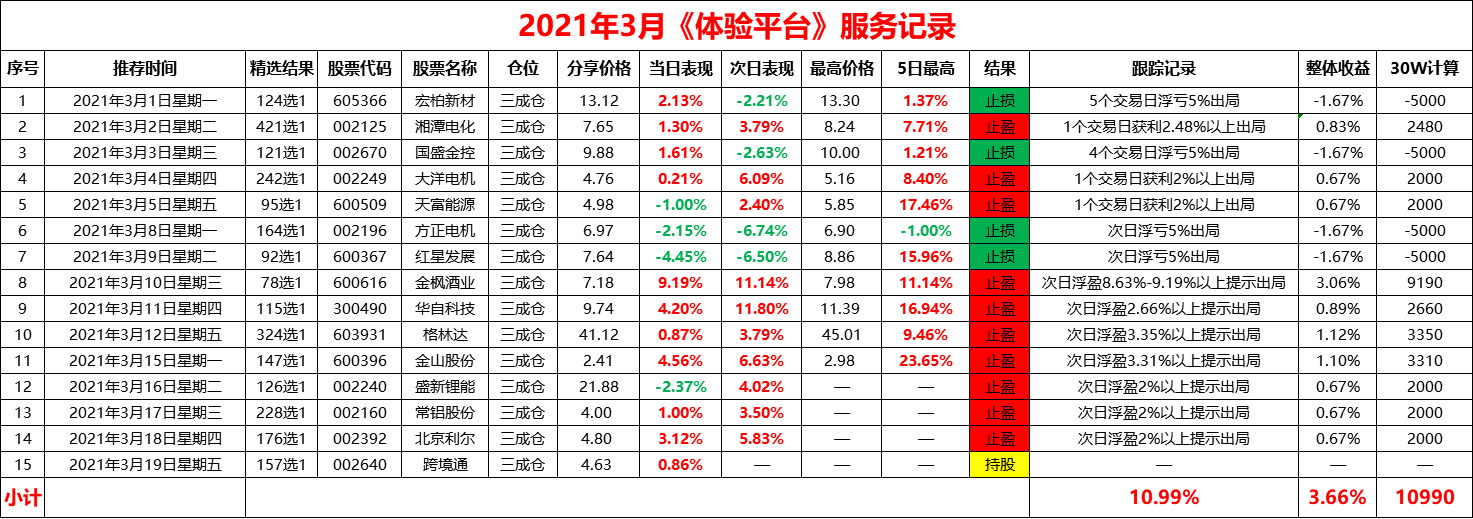 2021年3月《体验平台》服务记录
序号 推荐时间 精选结果 股票代码 股票名称 仓位 分享价格 当日表现 次日表现 最高价格 5日最高 结果 跟踪记录 整体收益 30W计算
1 2021年3月1日星期一 124选1 605366 宏柏新材 三成仓 13.12 2.13% -2.21% 13.30 1.37% 止损 5个交易日浮亏5%出局 -1.67% -5000
2 2021年3月2日星期二 421选1 002125 湘潭电化 三成仓 7.65 1.30% 3.79% 8.24 7.71% 止盈 1个交易日获利2.48%以上出局 0.83% 2480
3 2021年3月3日星期三 121选1 002670 国盛金控 三成仓 9.88 1.61% -2.63% 10.00 1.21% 止损 4个交易日浮亏5%出局 -1.67% -5000
4 2021年3月4日星期四 242选1 002249 大洋电机 三成仓 4.76 0.21% 6.09% 5.16 8.40% 止盈 1个交易日获利2%以上出局 0.67% 2000
5 2021年3月5日星期五 95选1 600509 天富能源 三成仓 4.98 -1.00% 2.40% 5.85 17.46% 止盈 1个交易日获利2%以上出局 0.67% 2000
6 2021年3月8日星期一 164选1 002196 方正电机 三成仓 6.97 -2.15% -6.74% 6.90 -1.00% 止损 次日浮亏5%出局 -1.67% -5000
7 2021年3月9日星期二 92选1 600367 红星发展 三成仓 7.64 -4.45% -6.50% 8.86 15.96% 止损 次日浮亏5%出局 -1.67% -5000
8 2021年3月10日星期三 78选1 600616 金枫酒业 三成仓 7.18 9.19% 11.14% 7.98 11.14% 止盈 次日浮盈8.63%-9.19%以上提示出局 3.06% 9190
9 2021年3月11日星期四 115选1 300490 华自科技 三成仓 9.74 4.20% 11.80% 11.39 16.94% 止盈 次日浮盈2.66%以上提示出局 0.89% 2660
10 2021年3月12日星期五 324选1 603931 格林达 三成仓 41.12 0.87% 3.79% 45.01 9.46% 止盈 次日浮盈3.35%以上提示出局 1.12% 3350
11 2021年3月15日星期一 147选1 600396 金山股份 三成仓 2.41 4.56% 6.63% 2.98 23.65% 止盈 次日浮盈3.31%以上提示出局 1.10% 3310
12 2021年3月16日星期二 126选1 002240 盛新锂能 三成仓 21.88 -2.37% 4.02% — — 止盈 次日浮盈2%以上提示出局 0.67% 2000
13 2021年3月17日星期三 228选1 002160 常铝股份 三成仓 4.00 1.00% 3.50% — — 止盈 次日浮盈2%以上提示出局 0.67% 2000
14 2021年3月18日星期四 176选1 002392 北京利尔 三成仓 4.80 3.12% 5.83% — — 止盈 次日浮盈2%以上提示出局 0.67% 2000
15 2021年3月19日星期五 157选1 002640 跨境通 三成仓 4.63 0.86% — — — 持股 — — —
小计 10.99% 3.66% 10990